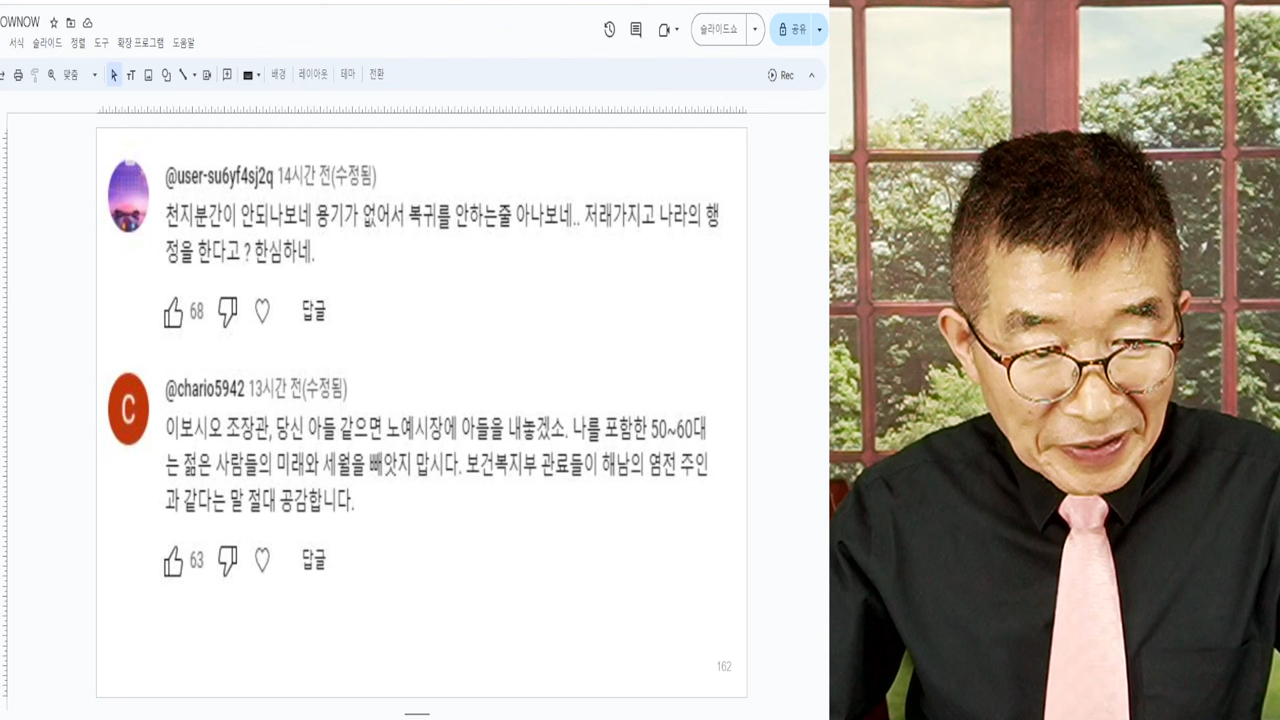 OWNOW
서식 슬라이드 정렬 도구 확장 프로그램 도움말
슬라이드쇼
공유
맞춤
배경 레이아웃 테마 전환
Rec
@user-su6yf4sj2q 14시간 전(수정됨)
천지분간이 안되나보네 용기가 없어서 복귀를 안하는줄 아나보네.. 저래가지고 나라의 행
정을 한다고 ? 한심하네.
68 답글
C
@chario5942 13시간 전(수정됨)
이보시오 조장관, 당신 아들 같으면 노예시장에 아들을 내놓겠소. 나를 포함한 50~60대
는 젊은 사람들의 미래와 세월을 빼앗지 맙시다. 보건복지부 관료들이 해남의 염전 주인
과 같다는 말 절대 공감합니다.
63 답글
162